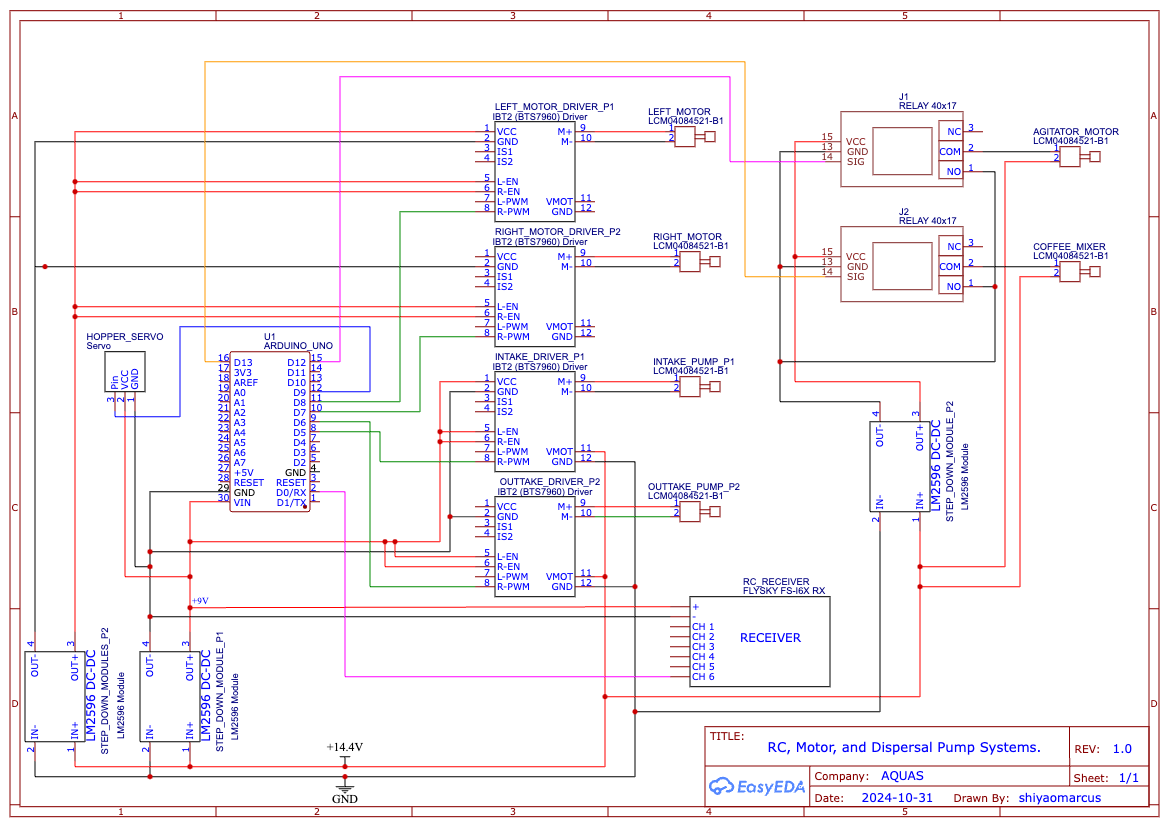 1 2 3 4 5
A
B
C
D
A
B
C
D
LEFT_MOTOR_DRIVER_P1
IBT2 (BTS7960) Driver
1 VCC M+ 9
2 GND M- 10
3 IS1
4 IS2
5 L-EN
6 R-EN
7 L-PWM VMOT 11
8 R-PWM GND 12
LEFT_MOTOR
LCM04084521-B1
1
2
J1
RELAY 40x17
15 VCC
13 GND
14 SIG
NC 3
COM 2
NO 1
AGITATOR_MOTOR
LCM04084521-B1
1
2
RIGHT_MOTOR_DRIVER_P2
IBT2 (BTS7960) Driver
1 VCC M+ 9
2 GND M- 10
3 IS1
4 IS2
5 L-EN
6 R-EN
7 L-PWM VMOT 11
8 R-PWM GND 12
RIGHT_MOTOR
LCM04084521-B1
1
2
J2
RELAY 40x17
15 VCC
13 GND
14 SIG
NC 3
COM 2
NO 1
COFFEE_MIXER
LCM04084521-B1
1
2
HOPPER_SERVO
Servo
Pin
VCC
GND
3 2 1
U1
ARDUINO_UNO
16 D13 D12 15
17 3V3 D11 14
18 AREF D10 13
19 A0 D9 12
20 A1 D8 11
21 A2 D7 10
22 A3 D6 9
23 A4 D5 8
24 A5 D4 7
25 A6 D3 6
26 A7 D2 5
27 +5V GND 4
28 RESET RESET 3
29 GND D0/RX 2
30 VIN D1/TX 1
INTAKE_DRIVER_P1
IBT2 (BTS7960) Driver
1 VCC M+ 9
2 GND M- 10
3 IS1
4 IS2
5 L-EN
6 R-EN
7 L-PWM VMOT 11
8 R-PWM GND 12
INTAKE_PUMP_P1
LCM04084521-B1
1
2
OUTTAKE_DRIVER_P2
IBT2 (BTS7960) Driver
1 VCC M+ 9
2 GND M- 10
3 IS1
4 IS2
5 L-EN
6 R-EN
7 L-PWM VMOT 11
8 R-PWM GND 12
OUTTAKE_PUMP_P2
LCM04084521-B1
1
2
4 3
OUT-
OUT+
IN-
IN+
2 1
LM2596 DC-DC
STEP_DOWN_MODULE_P2
LM2596 Module
RC_RECEIVER
FLYSKY FS-I6X RX
+
-
CH 1
CH 2
CH 3
CH 4
CH 5
CH 6
RECEIVER
+9V
4 3
OUT-
OUT+
IN-
IN+
2 1
LM2596 DC-DC
STEP_DOWN_MODULES_P2
LM2596 Module
4 3
OUT-
OUT+
IN-
IN+
2 1
LM2596 DC-DC
STEP_DOWN_MODULE_P1
LM2596 Module
+14.4V
GND
TITLE:
RC, Motor, and Dispersal Pump Systems.
REV: 1.0
EasyEDA
Company: AQUAS
Sheet: 1/1
Date: 2024-10-31 Drawn By: shiyaomarcus
1 2 3 4 5